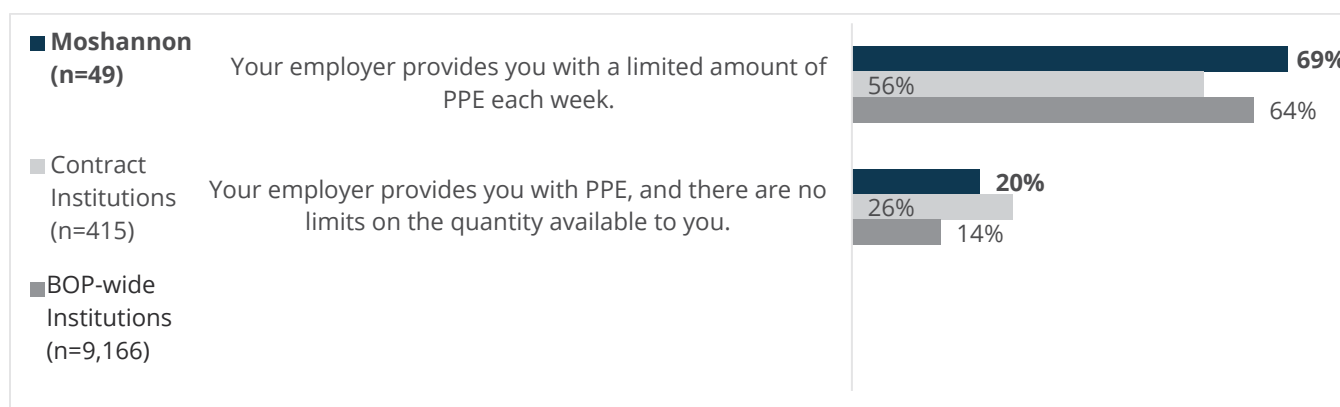 Moshannon
(n=49)
Your employer provides you with a limited amount of
PPE each week.
69%
56%
64%
Contract
Institutions
(n=415)
Your employer provides you with PPE, and there are no
limits on the quantity available to you.
20%
26%
14%
BOP-wide
Institutions
(n=9,166)